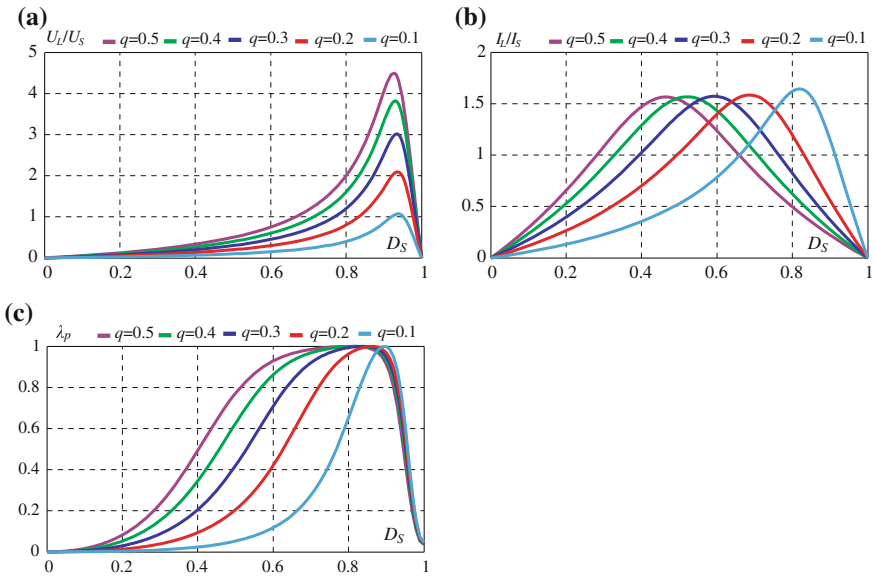 (a)
U_L/U_S q=0.5 q=0.4 q=0.3 q=0.2 q=0.1
5
4
3
2
1
0
D_S
0 0.2 0.4 0.6 0.8 1
(b)
I_L/I_S q=0.5 q=0.4 q=0.3 q=0.2 q=0.1
2
1.5
1
0.5
0
D_S
0 0.2 0.4 0.6 0.8 1
(c)
λ_p q=0.5 q=0.4 q=0.3 q=0.2 q=0.1
1
0.8
0.6
0.4
0.2
0
D_S
0 0.2 0.4 0.6 0.8 1